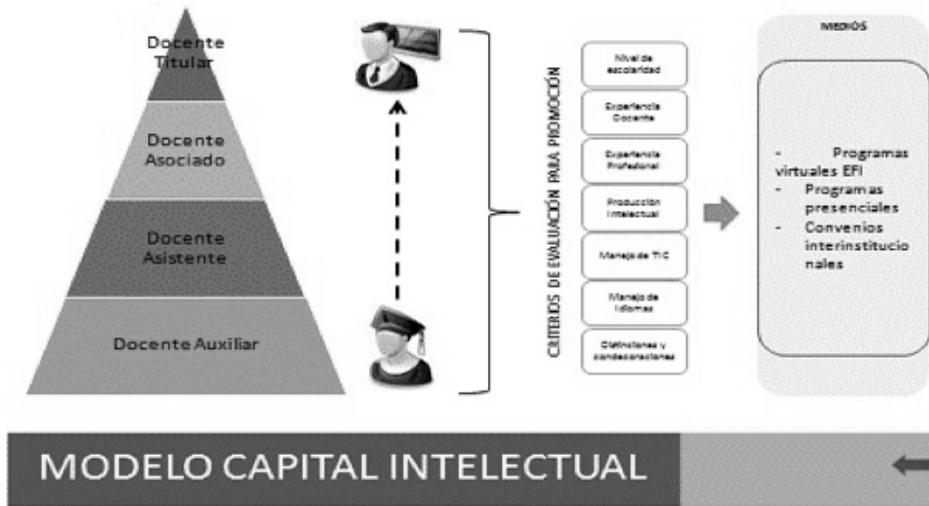 Docente
Titular
Docente
Asociado
Docente
Asistente
Docente Auxiliar
CRITERIOS DE EVALUACIÓN PARA PROMOCIÓN
Nivel de
escolaridad
Experiencia
Docente
Experiencia
Profesional
Producción
Intelectual
Manejo de TIC
Manejo de
Idiomas
Distinciones y
condecoraciones
MEDIOS
- Programas
virtuales EFI
- Programas
presenciales
- Convenios
interinstitucio
nales
MODELO CAPITAL INTELECTUAL